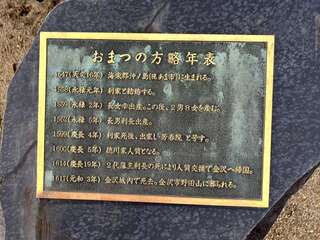 おまつの方略年表
1547(天文16年) 海東郡沖ノ島(現あま市)に生まれる。
1558(永禄元年) 利家と結婚する。
1559(永禄 2年) 長女幸出産。この後、2男8女を産む。
1562(永禄 5年) 長男利長出産。
1599(慶長 4年) 利家死後、出家し芳春院と号す。
1600(慶長 5年) 徳川家人質となる。
1614(慶長19年) 2代藩主利長の死により人質交換で金沢へ帰国。
1617(元和 3年) 金沢城内で死去。金沢市野田山に葬られる。